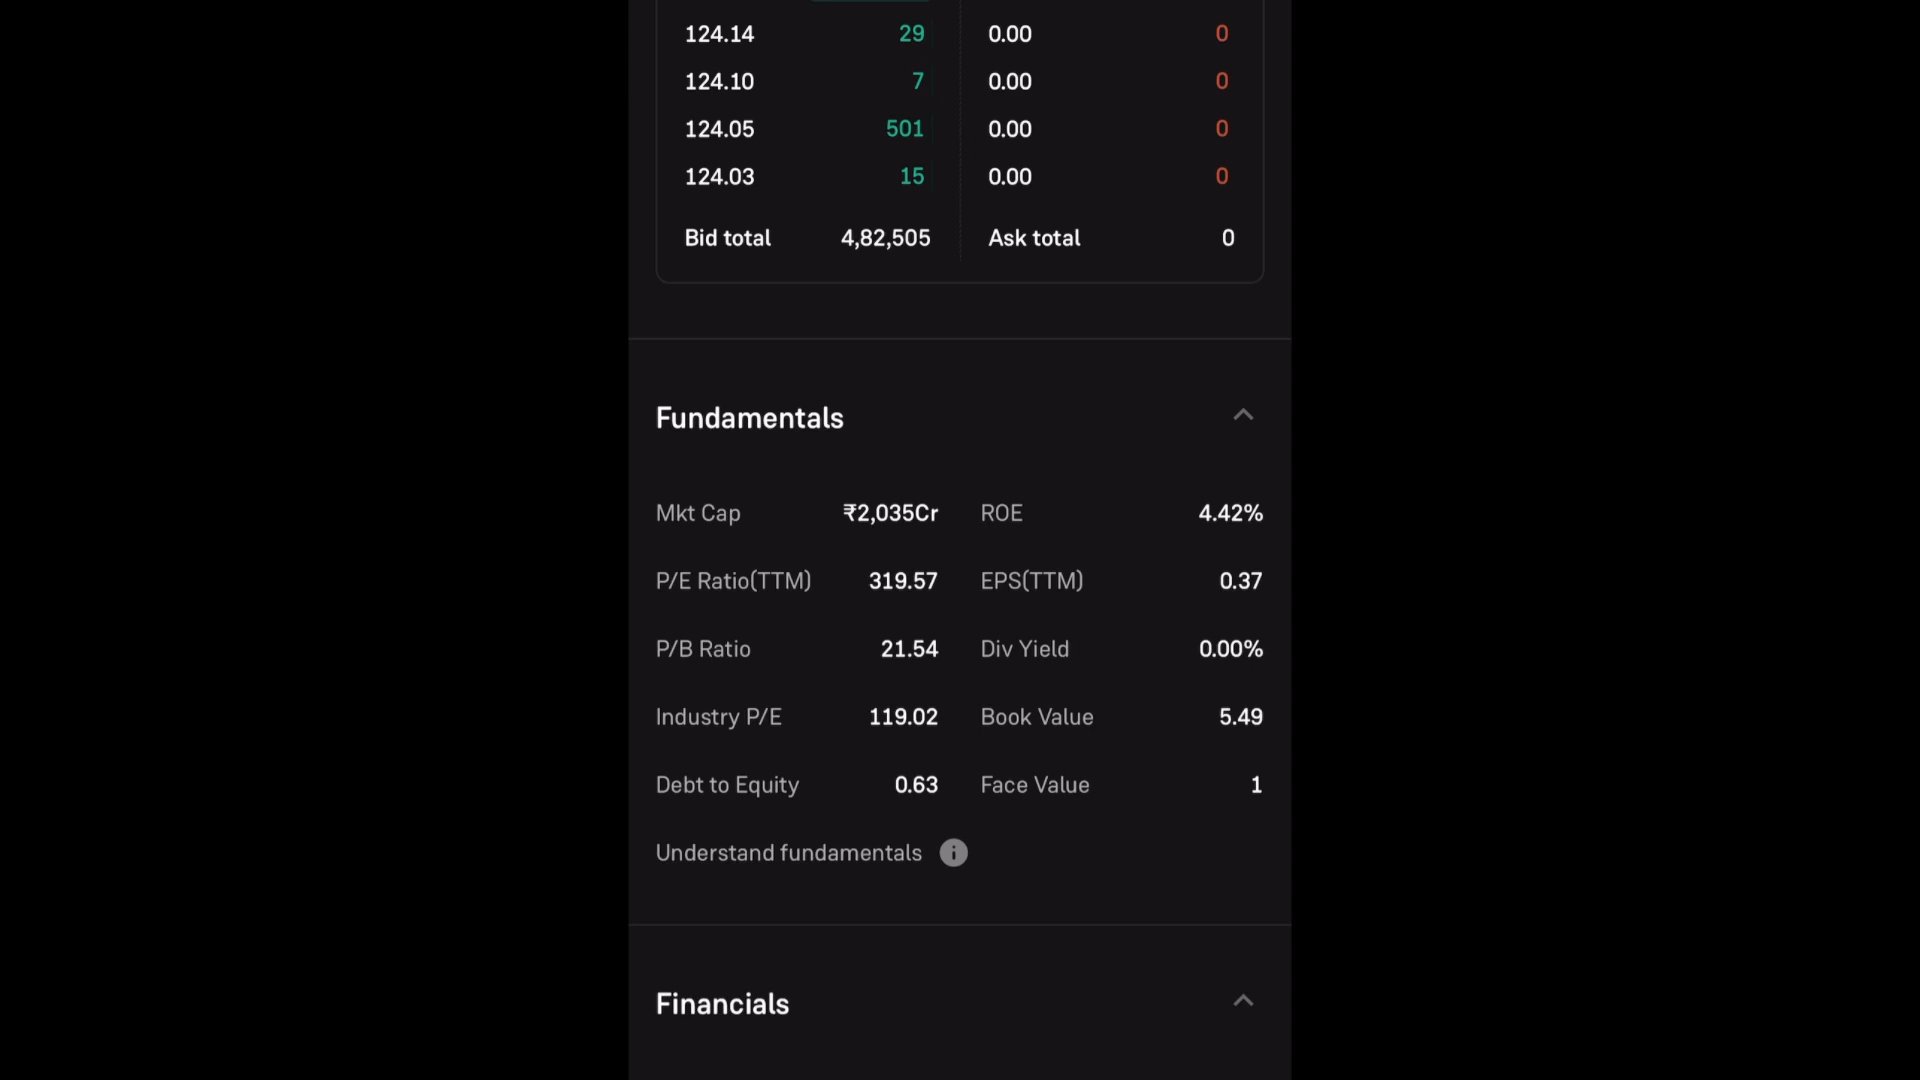 124.14 29 0.00 0
124.10 7 0.00 0
124.05 501 0.00 0
124.03 15 0.00 0
Bid total 4,82,505 Ask total 0
Fundamentals
Mkt Cap ₹2,035Cr ROE 4.42%
P/E Ratio(TTM) 319.57 EPS(TTM) 0.37
P/B Ratio 21.54 Div Yield 0.00%
Industry P/E 119.02 Book Value 5.49
Debt to Equity 0.63 Face Value 1
Understand fundamentals
Financials